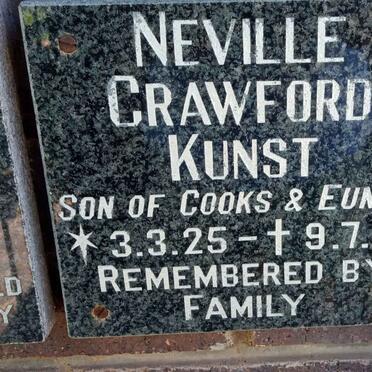 NEVILLE
CRAWFORD
KUNST
SON OF COOKS & EUN
* 3.3.25 - † 9.7.
REMEMBERED BY
FAMILY